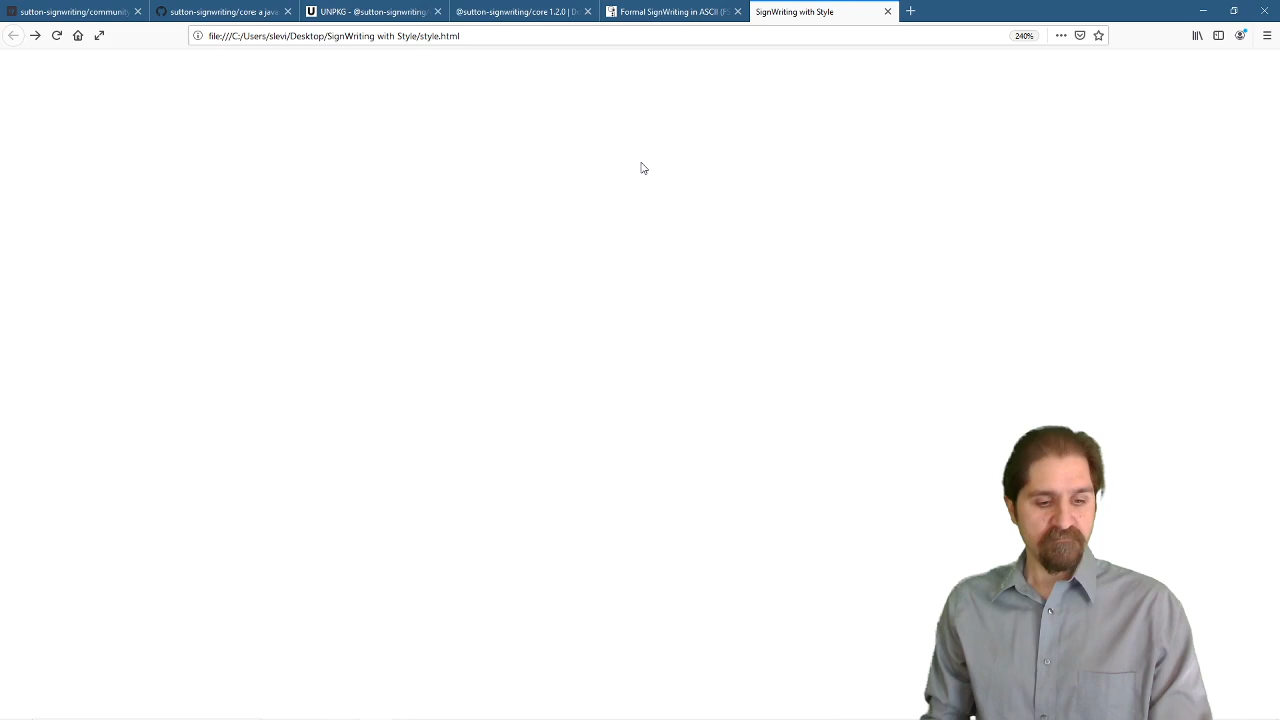 sutton-signwriting/community
sutton-signwriting/core: a java
UNPKG - @sutton-signwriting/
@sutton-signwriting/core 1.2.0 | D
Formal SignWriting in ASCII (F
SignWriting with Style
file:///C:/Users/slevi/Desktop/SignWriting with Style/style.html
240%